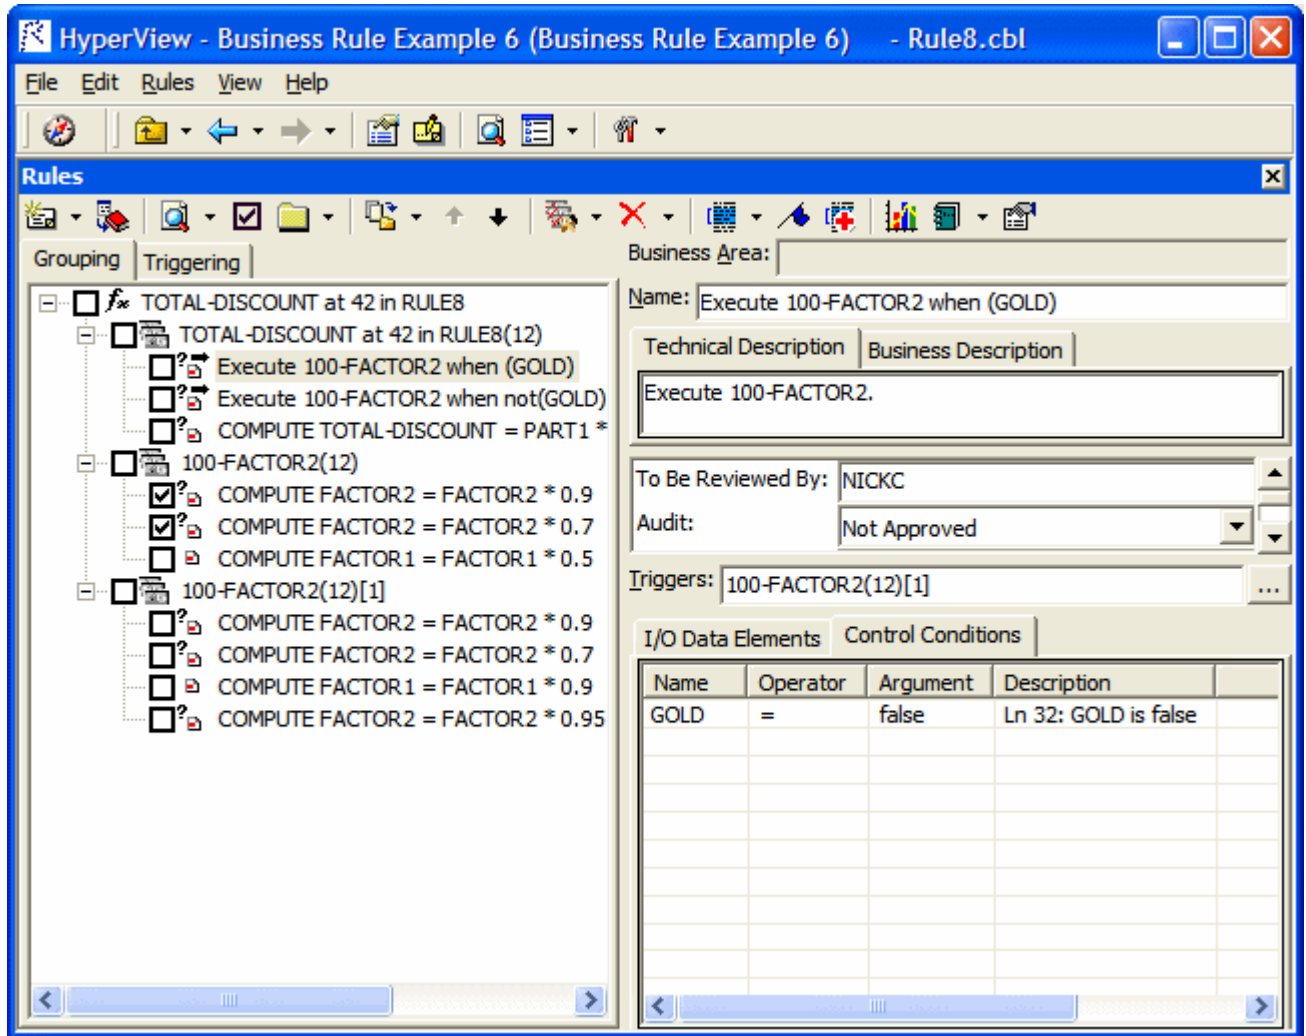 HyperView - Business Rule Example 6 (Business Rule Example 6) - Rule8.cbl
File Edit Rules View Help
Rules
Grouping Triggering
TOTAL-DISCOUNT at 42 in RULE8
TOTAL-DISCOUNT at 42 in RULE8(12)
Execute 100-FACTOR2 when (GOLD)
Execute 100-FACTOR2 when not(GOLD)
COMPUTE TOTAL-DISCOUNT = PART1 *
100-FACTOR2(12)
COMPUTE FACTOR2 = FACTOR2 * 0.9
COMPUTE FACTOR2 = FACTOR2 * 0.7
COMPUTE FACTOR1 = FACTOR1 * 0.5
100-FACTOR2(12)[1]
COMPUTE FACTOR2 = FACTOR2 * 0.9
COMPUTE FACTOR2 = FACTOR2 * 0.7
COMPUTE FACTOR1 = FACTOR1 * 0.9
COMPUTE FACTOR2 = FACTOR2 * 0.95
Business Area:
Name: Execute 100-FACTOR2 when (GOLD)
Technical Description Business Description
Execute 100-FACTOR2.
To Be Reviewed By: NICKC
Audit: Not Approved
Triggers: 100-FACTOR2(12)[1] ...
I/O Data Elements Control Conditions
Name Operator Argument Description
GOLD = false Ln 32: GOLD is false